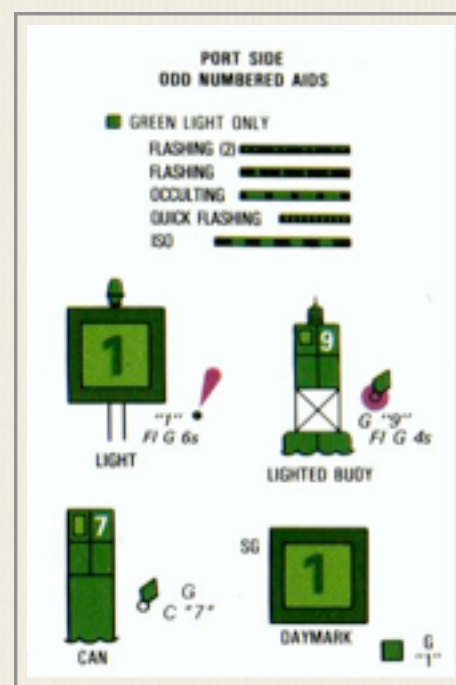 PORT SIDE
ODD NUMBERED AIDS
GREEN LIGHT ONLY
FLASHING (2)
FLASHING
OCCULTING
QUICK FLASHING
ISO
1
"1"
Fl G 6s
LIGHT
9
G "9"
Fl G 4s
LIGHTED BUOY
7
G
C "7"
CAN
SG
1
DAYMARK
G
"1"